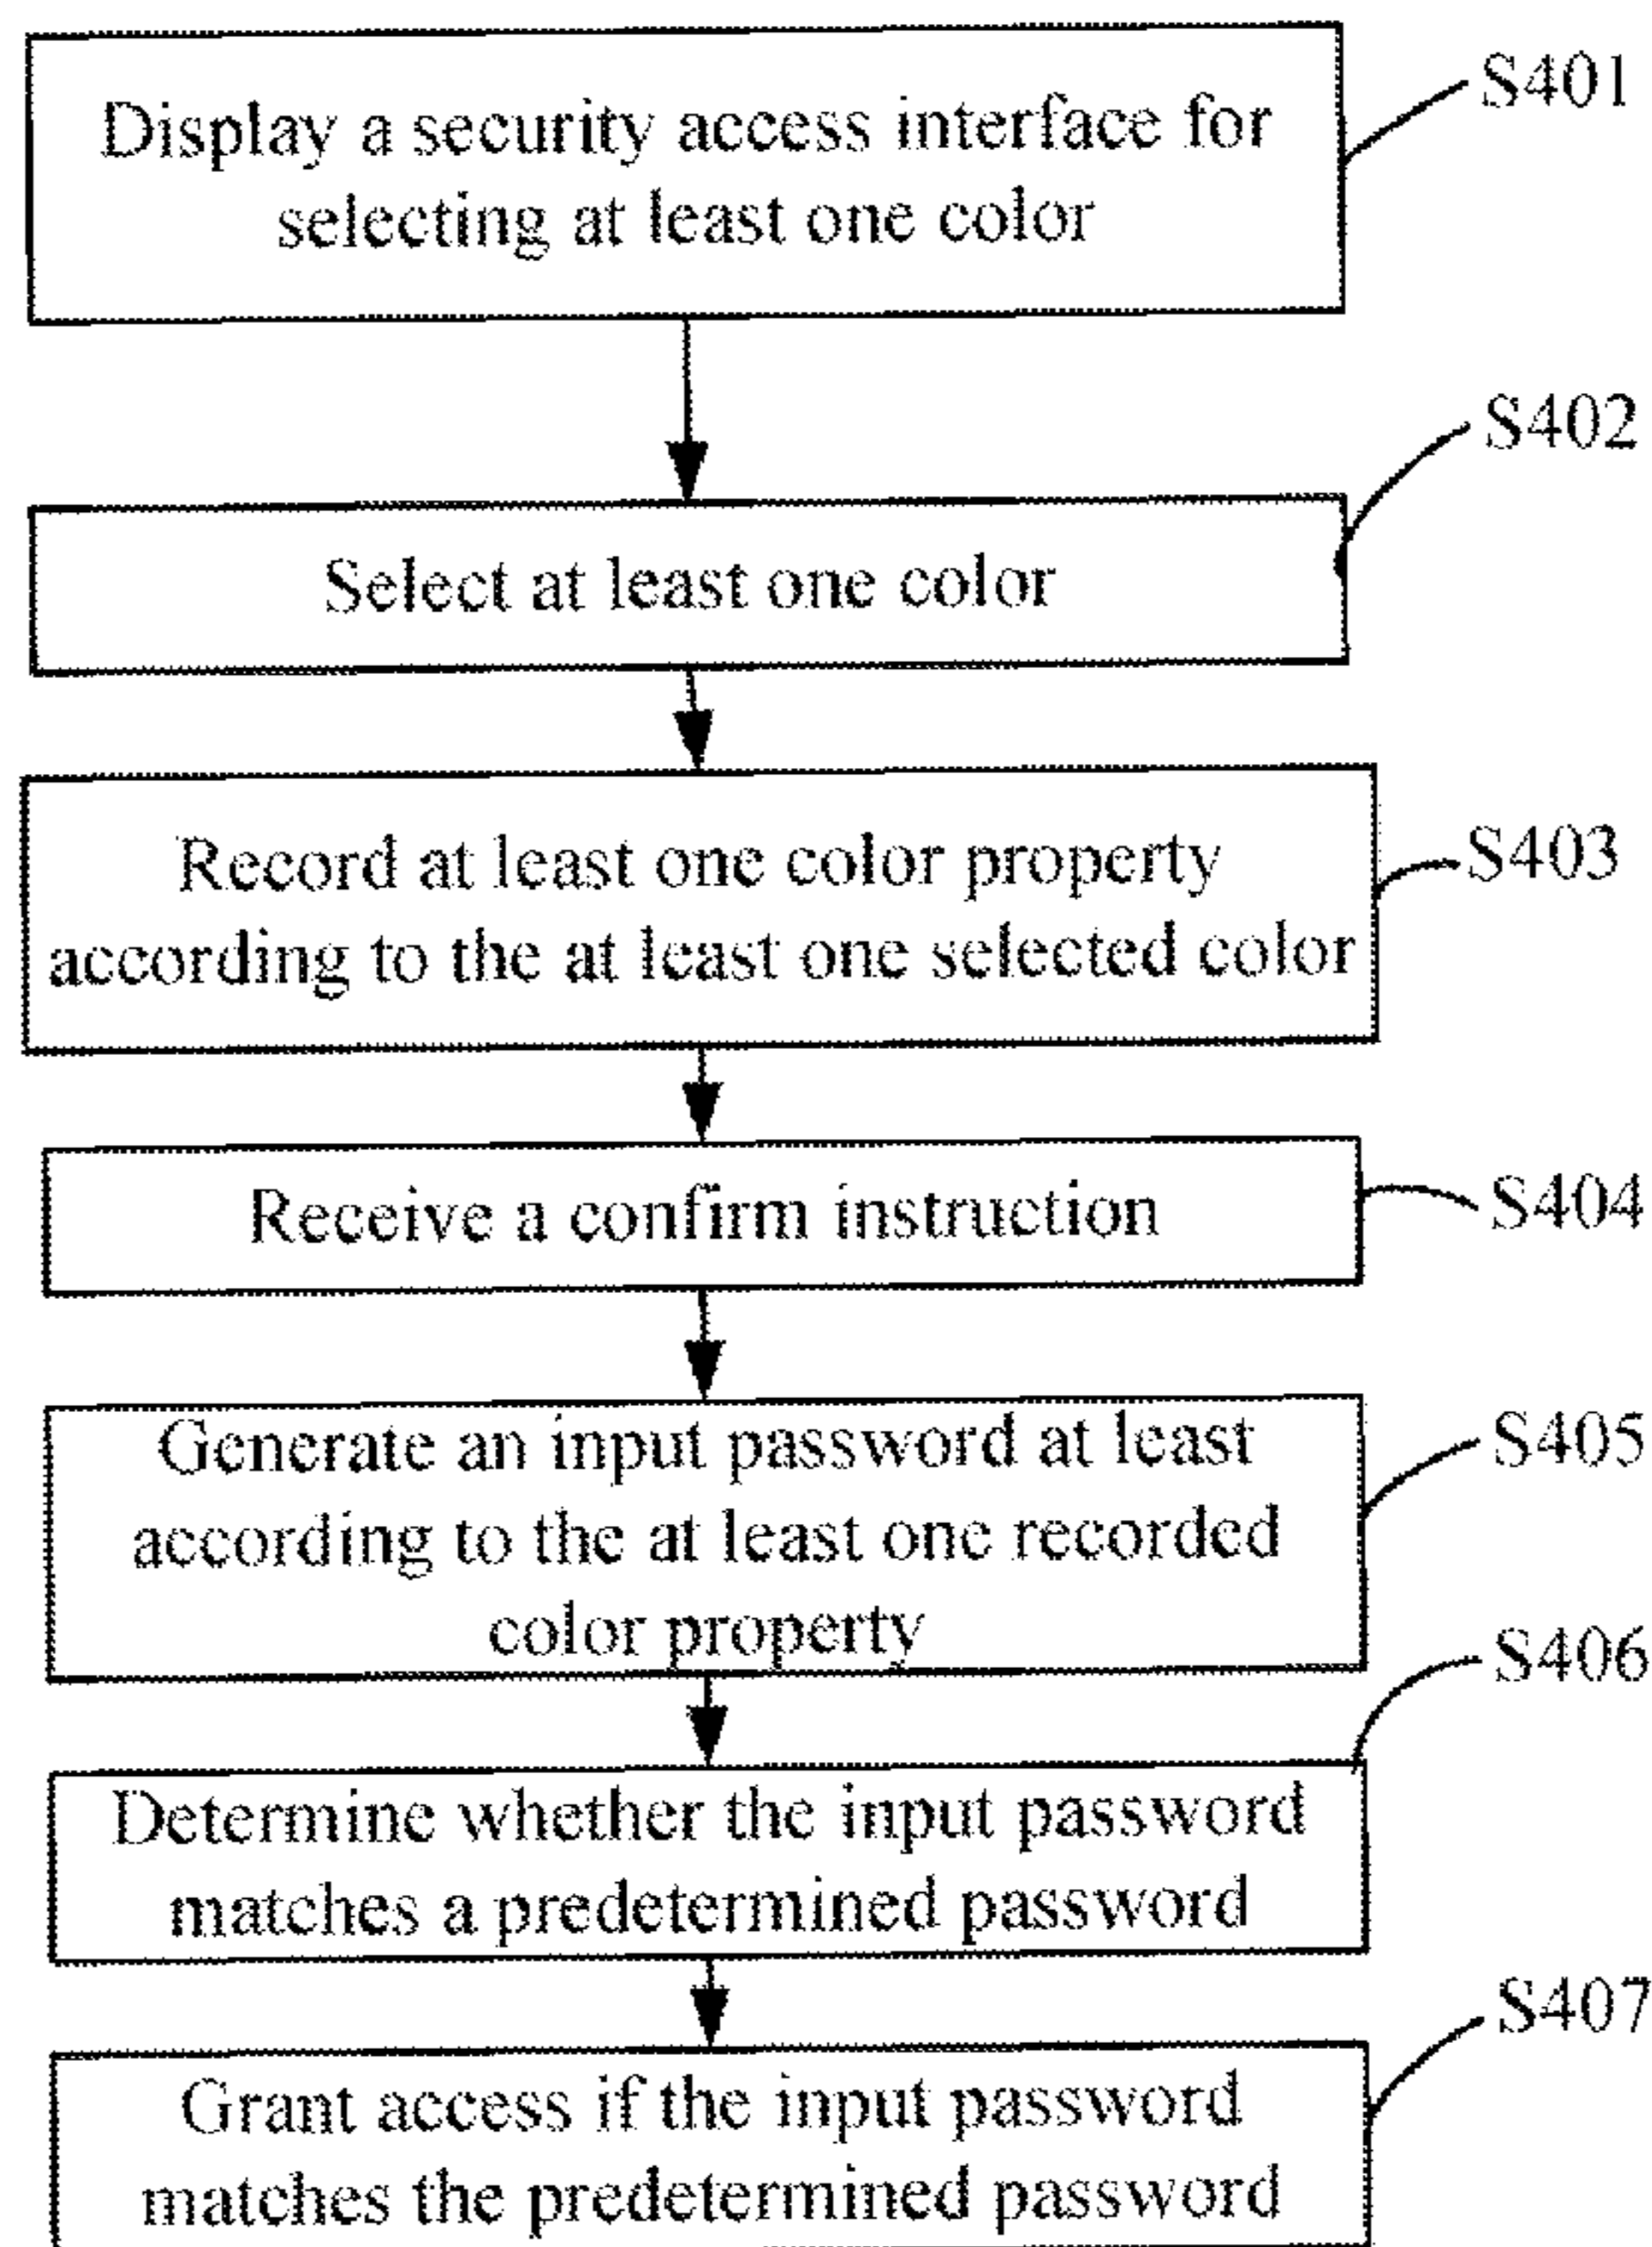 Display a security access interface for
selecting at least one color
S401
Select at least one color
S402
Record at least one color property
according to the at least one selected color
S403
Receive a confirm instruction
S404
Generate an input password at least
according to the at least one recorded
color property
S405
Determine whether the input password
matches a predetermined password
S406
Grant access if the input password
matches the predetermined password
S407